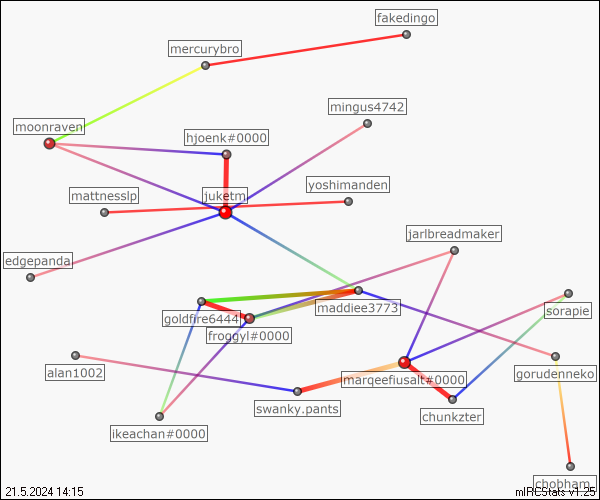 fakedingo
mercurybro
mingus4742
moonraven
hjoenk#0000
yoshimanden
mattnesslp
juketm
jarlbreadmaker
edgepanda
maddiee3773
sorapie
goldfire6444
froggyl#0000
alan1002
marqeefiusalt#0000
gorudenneko
swanky.pants
chunkzter
ikeachan#0000
chobham
21.5.2024 14:15
mIRCStats v1.25